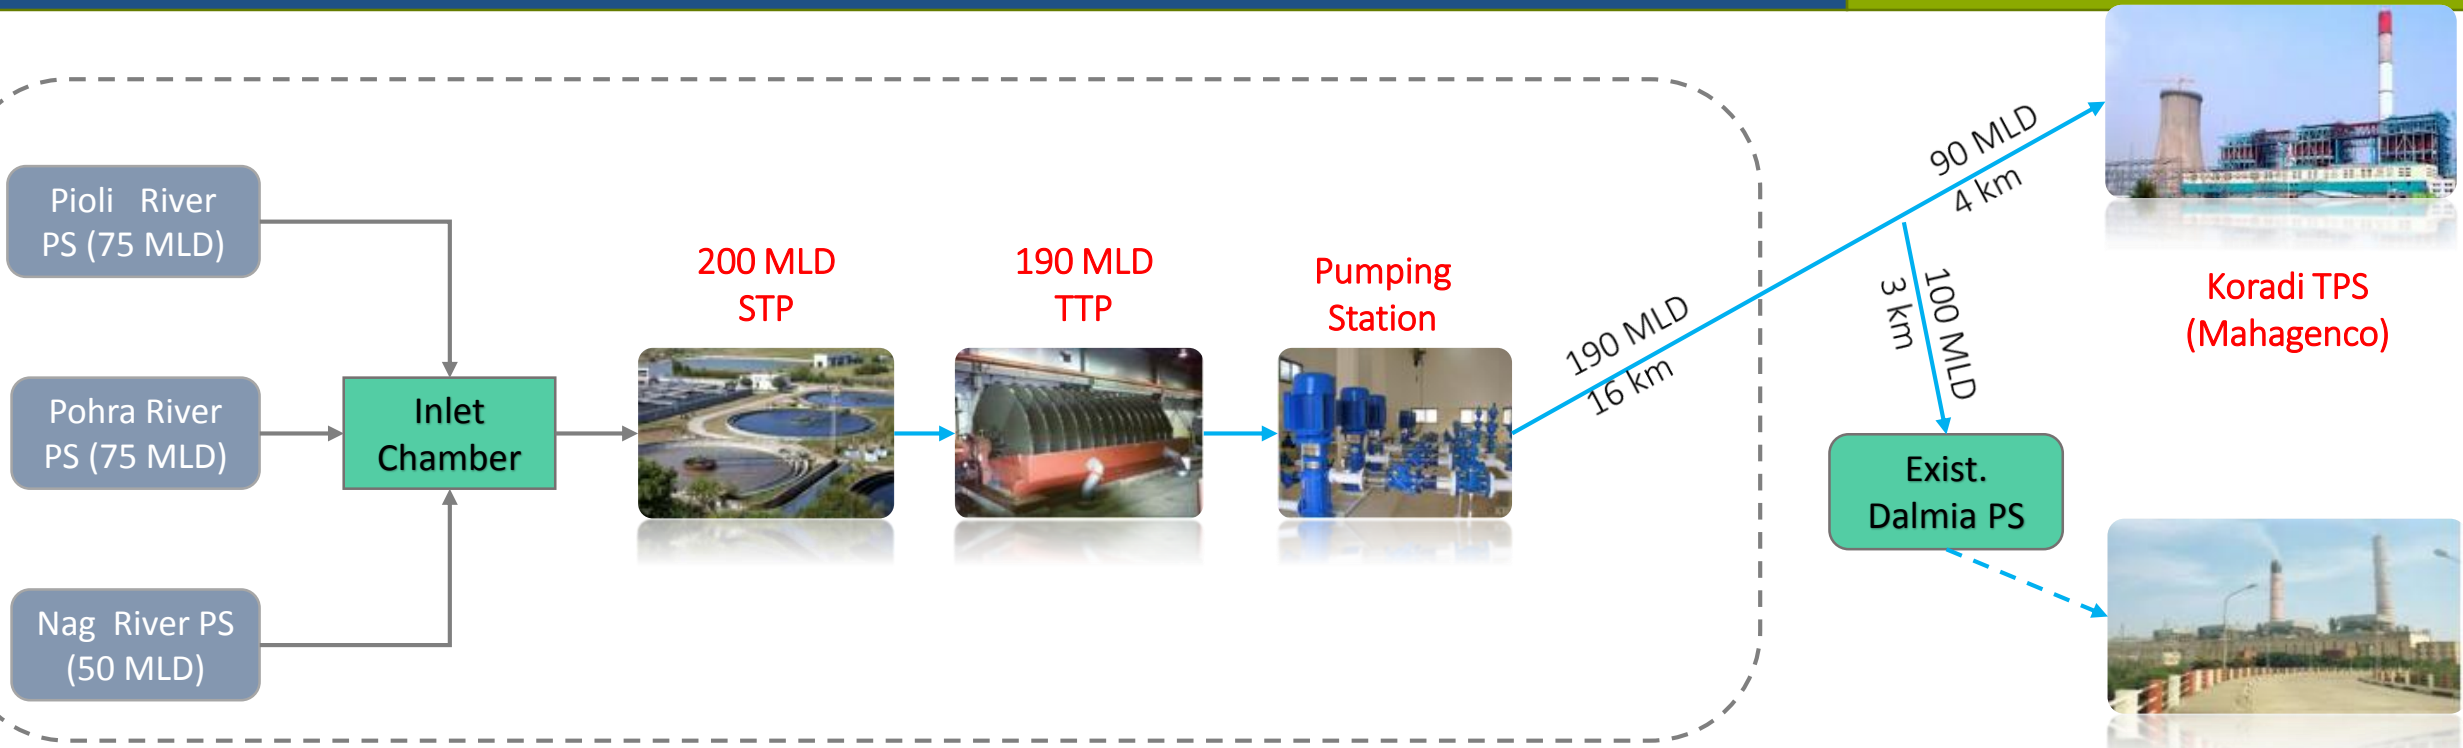 Pioli River
PS (75 MLD)
Pohra River
PS (75 MLD)
Nag River PS
(50 MLD)
Inlet
Chamber
200 MLD
STP
190 MLD
TTP
Pumping
Station
190 MLD
16 km
90 MLD
4 km
100 MLD
3 km
Koradi TPS
(Mahagenco)
Exist.
Dalmia PS